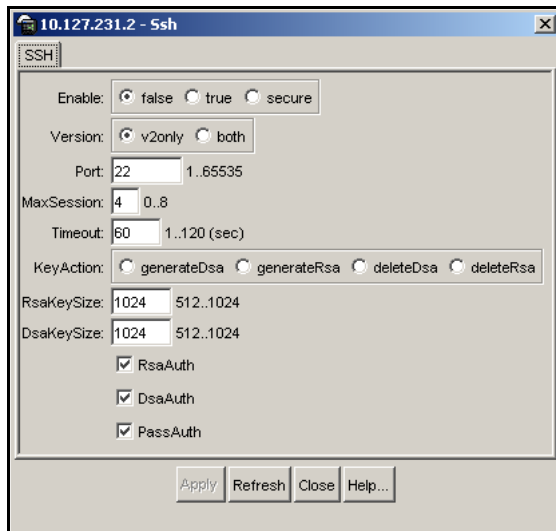 10.127.231.2 - Ssh
SSH
Enable: false true secure
Version: v2only both
Port: 22 1..65535
MaxSession: 4 0..8
Timeout: 60 1..120 (sec)
KeyAction: generateDsa generateRsa deleteDsa deleteRsa
RsaKeySize: 1024 512..1024
DsaKeySize: 1024 512..1024
RsaAuth
DsaAuth
PassAuth
Apply Refresh Close Help...